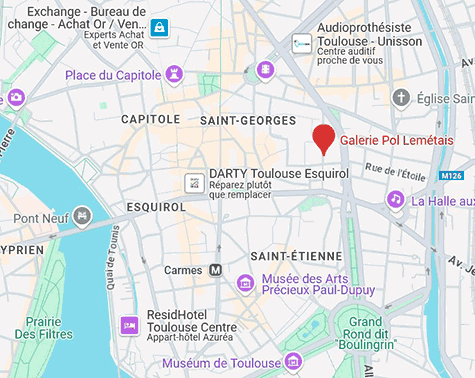 Exchange - Bureau de
change - Achat Or / Ven...
Experts Achat
et Vente OR
Audioprothésiste
Toulouse - Unisson
Centre auditif
proche de vous
Place du Capitole
Église Sain
CAPITOLE
SAINT-GEORGES
Galerie Pol Lemétais
Pierre
DARTY Toulouse Esquirol
Réparez plutôt
que remplacer
Rue de l'Étoile
M126
La Halle aux
ESQUIROL
Pont Neuf
Quai de Tounis
YPRIEN
SAINT-ÉTIENNE
Av. Je
Carmes
M
Musée des Arts
Précieux Paul-Dupuy
ResidHotel
Toulouse Centre
Appart-hôtel Azuréa
Prairie
Des Filtres
Grand
Rond dit
"Boulingrin"
Muséum de Toulouse